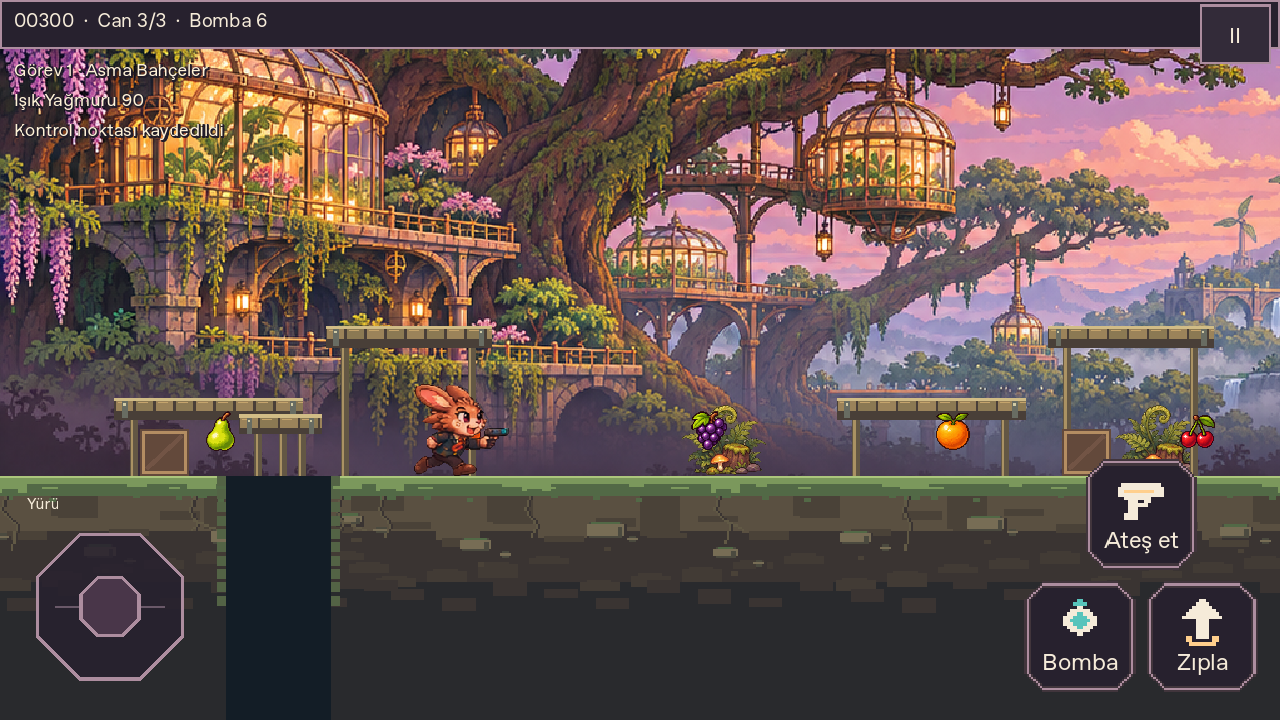 00300 · Can 3/3 · Bomba 6
II
Görev 1 · Asma Bahçeler
Işık Yağmuru 90
Kontrol noktası kaydedildi
Yürü
Ateş et
Bomba
Zıpla